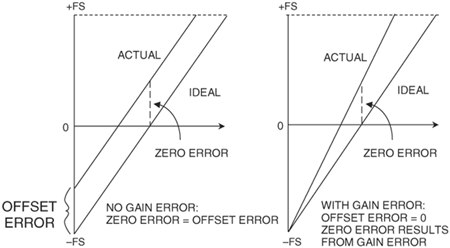 +FS
ACTUAL
IDEAL
0
ZERO ERROR
OFFSET
ERROR
NO GAIN ERROR:
ZERO ERROR = OFFSET ERROR
–FS
+FS
ACTUAL
IDEAL
0
ZERO ERROR
WITH GAIN ERROR:
OFFSET ERROR = 0
ZERO ERROR RESULTS
FROM GAIN ERROR
–FS